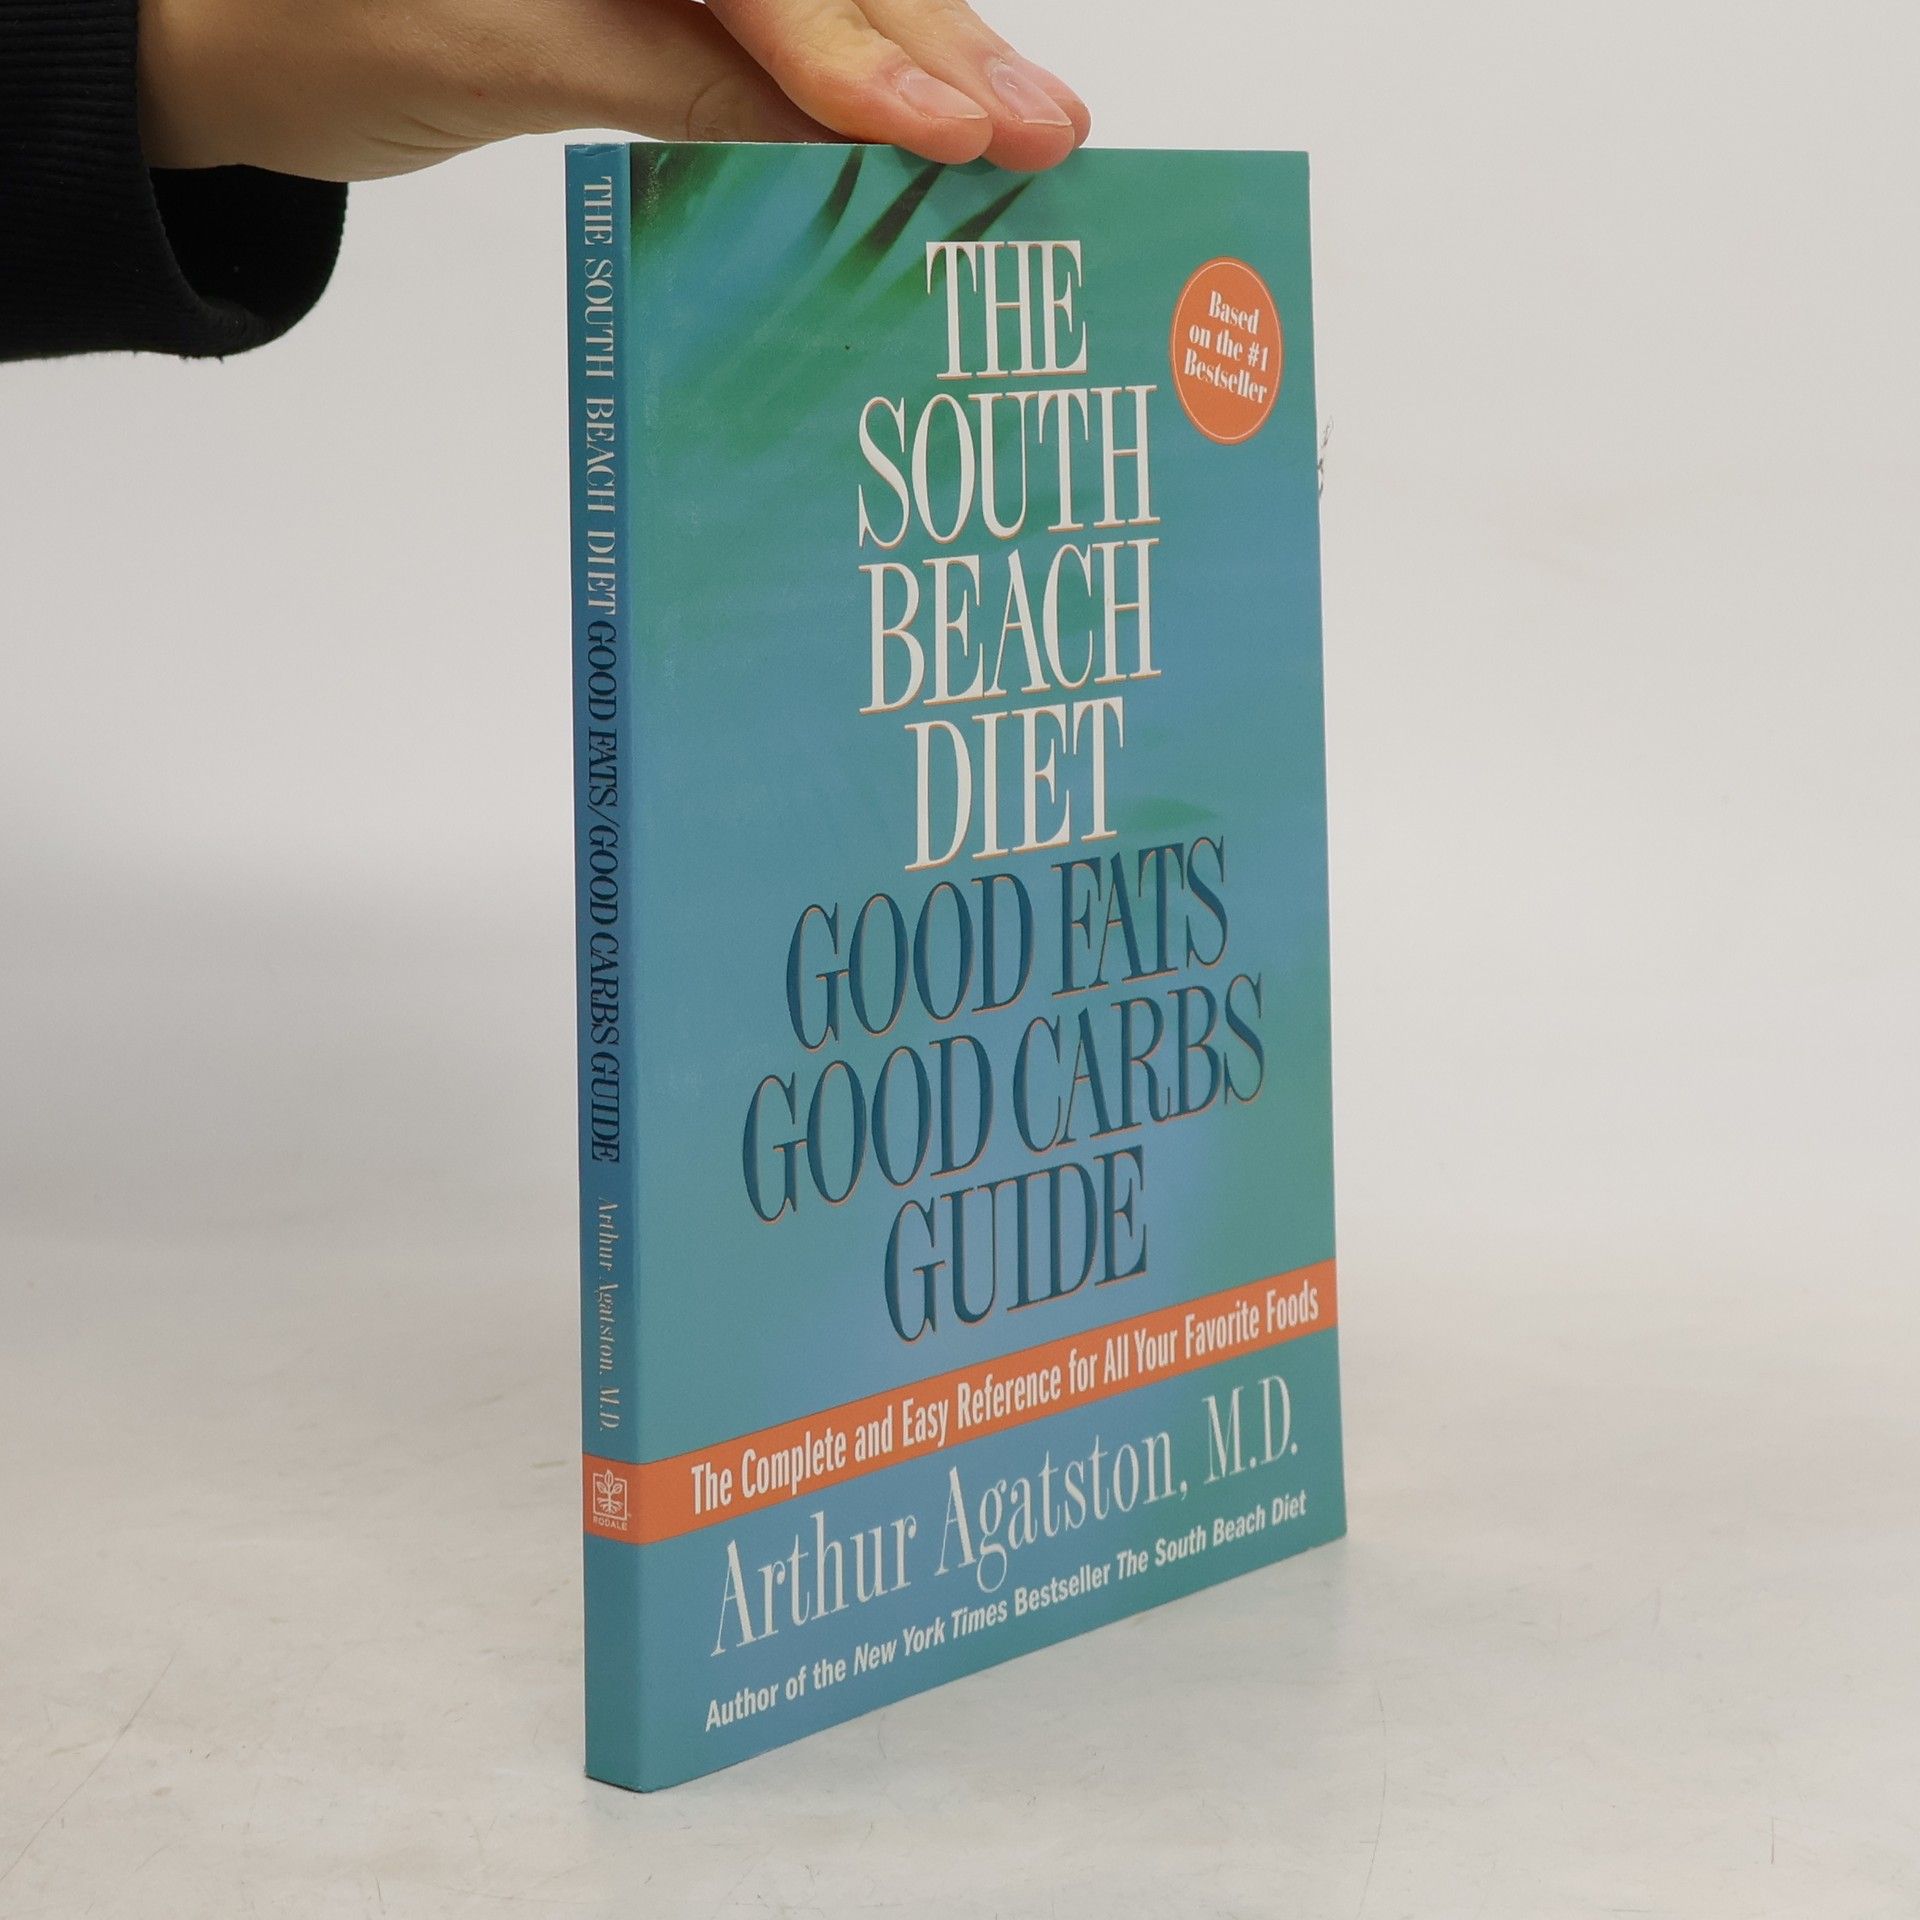 THE SOUTH BEACH DIET GOOD FATS/GOOD CARBS GUIDE Arthur Agatston, M.D.
RODALE
THE
SOUTH
BEACH
DIET
GOOD FATS
GOOD CARBS
GUIDE
Based
on the #1
Bestseller
The Complete and Easy Reference for All Your Favorite Foods
Arthur Agatston, M.D.
Author of the New York Times Bestseller The South Beach Diet